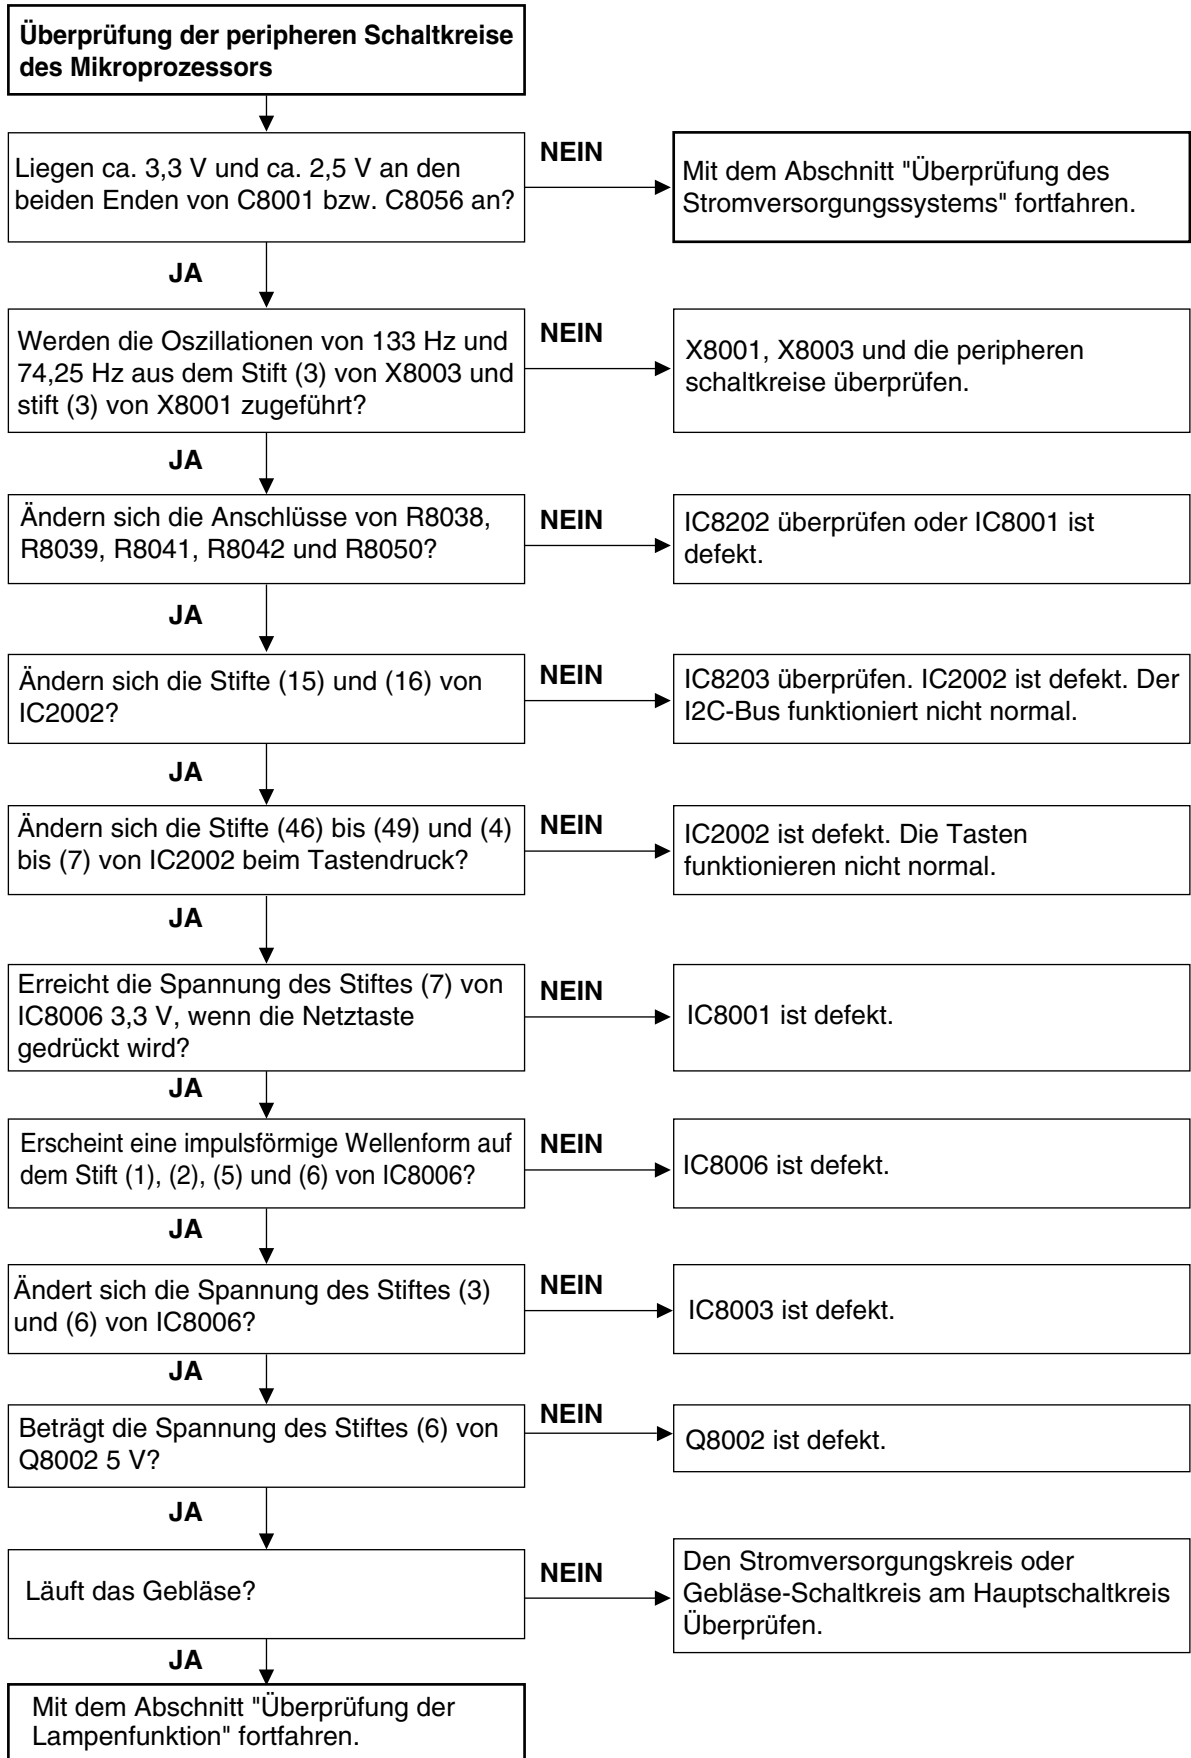 Überprüfung der peripheren Schaltkreise
des Mikroprozessors
Liegen ca. 3,3 V und ca. 2,5 V an den
beiden Enden von C8001 bzw. C8056 an?
NEIN
Mit dem Abschnitt "Überprüfung des
Stromversorgungssystems" fortfahren.
JA
Werden die Oszillationen von 133 Hz und
74,25 Hz aus dem Stift (3) von X8003 und
stift (3) von X8001 zugeführt?
NEIN
X8001, X8003 und die peripheren
schaltkreise überprüfen.
JA
Ändern sich die Anschlüsse von R8038,
R8039, R8041, R8042 und R8050?
NEIN
IC8202 überprüfen oder IC8001 ist
defekt.
JA
Ändern sich die Stifte (15) und (16) von
IC2002?
NEIN
IC8203 überprüfen. IC2002 ist defekt. Der
I2C-Bus funktioniert nicht normal.
JA
Ändern sich die Stifte (46) bis (49) und (4)
bis (7) von IC2002 beim Tastendruck?
NEIN
IC2002 ist defekt. Die Tasten
funktionieren nicht normal.
JA
Erreicht die Spannung des Stiftes (7) von
IC8006 3,3 V, wenn die Netztaste
gedrückt wird?
NEIN
IC8001 ist defekt.
JA
Erscheint eine impulsförmige Wellenform auf
dem Stift (1), (2), (5) und (6) von IC8006?
NEIN
IC8006 ist defekt.
JA
Ändert sich die Spannung des Stiftes (3)
und (6) von IC8006?
NEIN
IC8003 ist defekt.
JA
Beträgt die Spannung des Stiftes (6) von
Q8002 5 V?
NEIN
Q8002 ist defekt.
JA
Läuft das Gebläse?
NEIN
Den Stromversorgungskreis oder
Gebläse-Schaltkreis am Hauptschaltkreis
Überprüfen.
JA
Mit dem Abschnitt "Überprüfung der
Lampenfunktion" fortfahren.